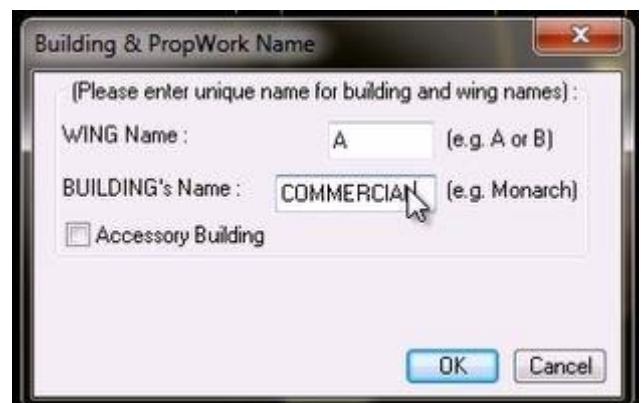 Building & PropWork Name
(Please enter unique name for building and wing names) :
WING Name : A (e.g. A or B)
BUILDING's Name : (e.g. Monarch)
Accessory Building
OK Cancel